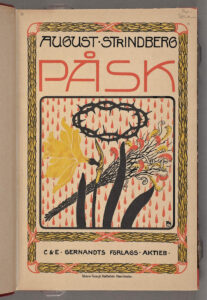 AUGUST·STRINDBERG
PÅSK
C & E · GERNANDTS FÖRLAGS · AKTIEB·